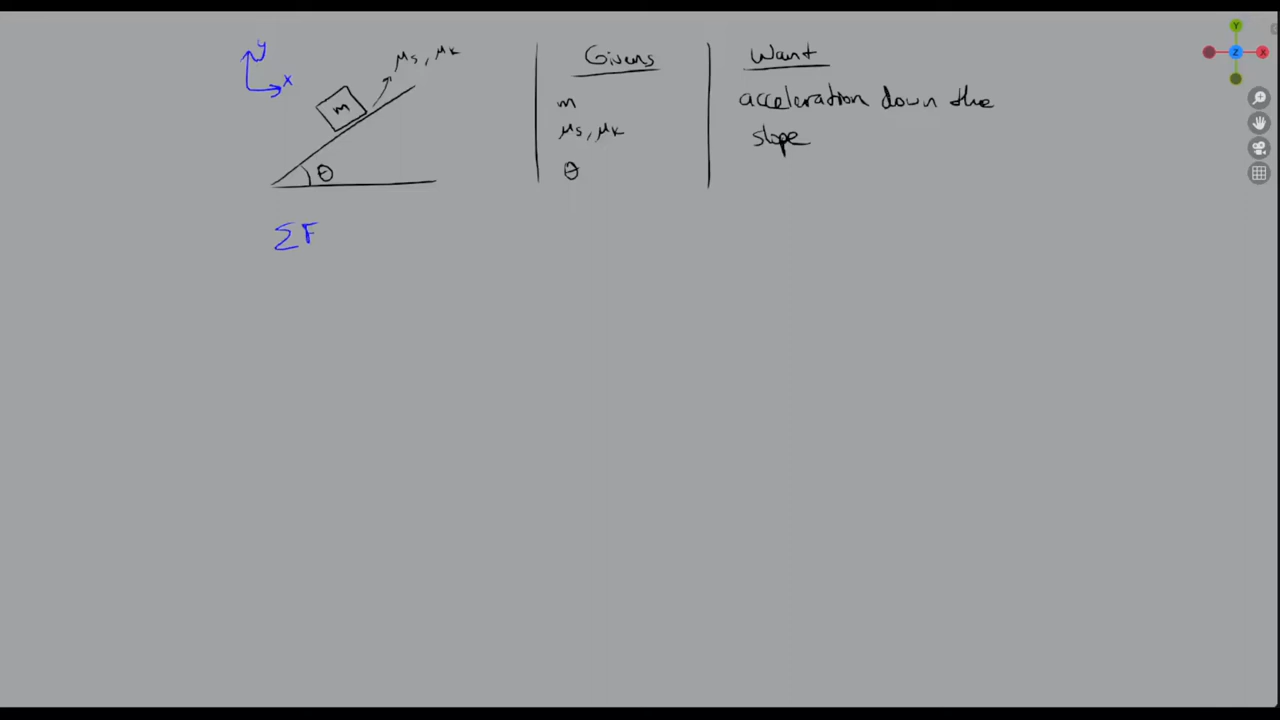 y
x
μs, μk
m
θ
ΣF
Givens
m
μs, μk
θ
Want
acceleration down the
slope
Y
X
Z